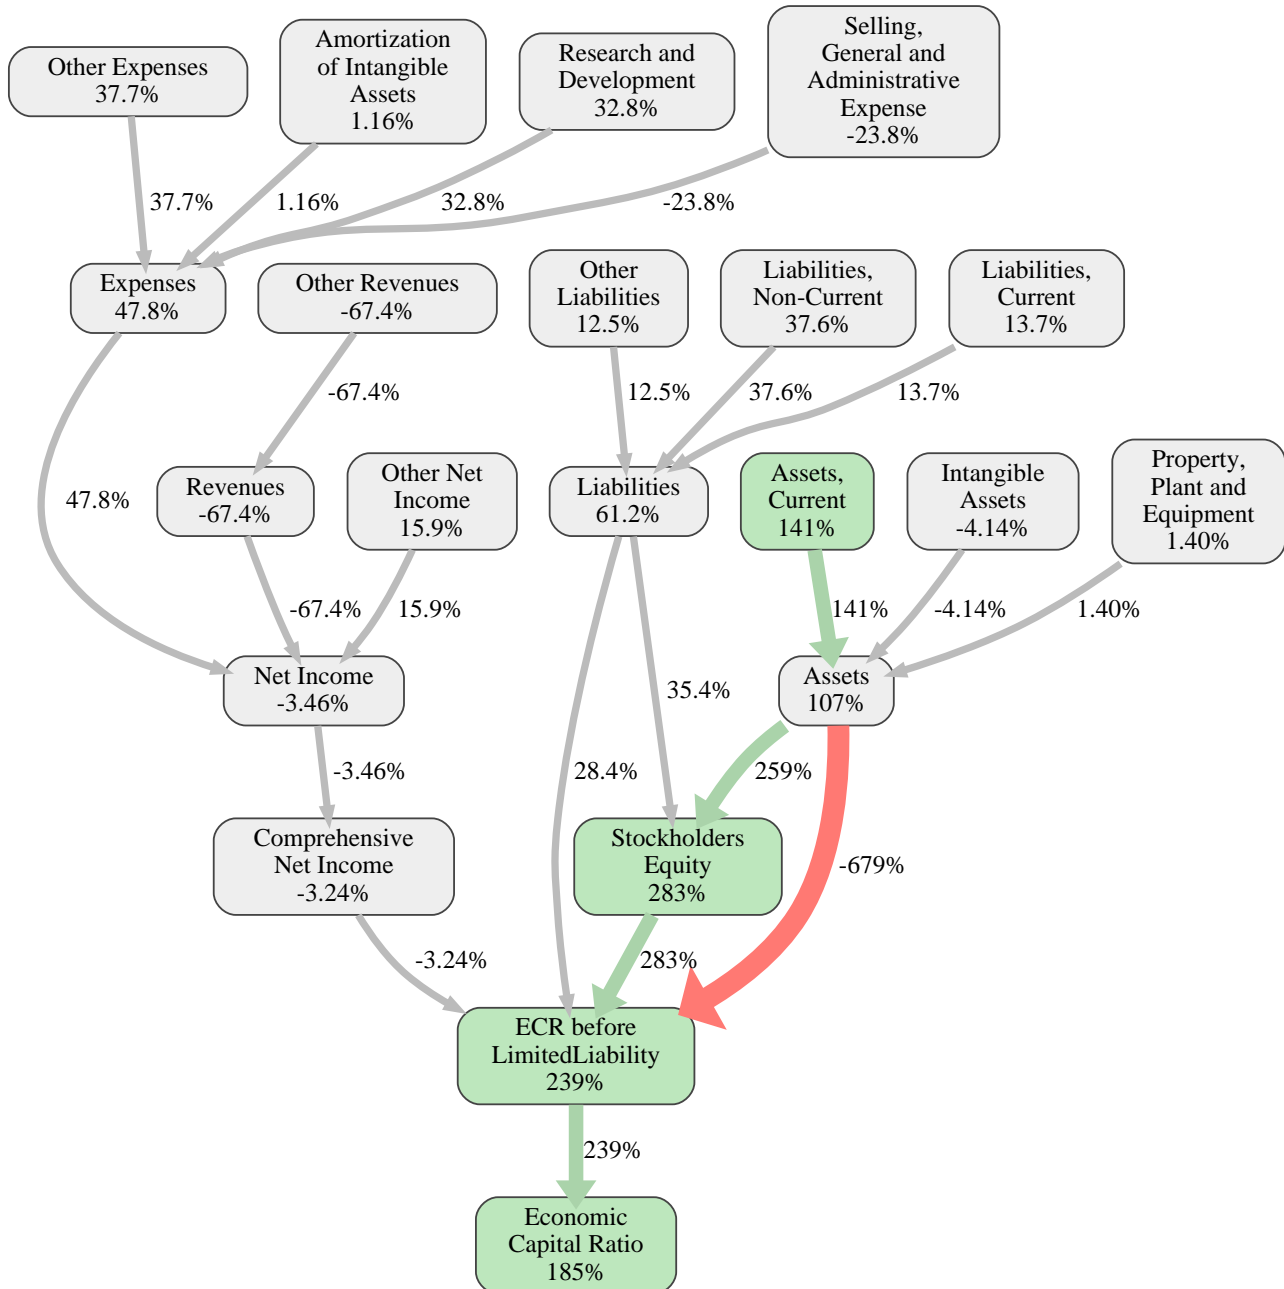 Other Expenses
37.7%
Amortization
of Intangible
Assets
1.16%
Research and
Development
32.8%
Selling,
General and
Administrative
Expense
-23.8%
37.7%
1.16%
32.8%
-23.8%
Expenses
47.8%
Other Revenues
-67.4%
Other
Liabilities
12.5%
Liabilities,
Non-Current
37.6%
Liabilities,
Current
13.7%
-67.4%
12.5%
37.6%
13.7%
47.8%
Revenues
-67.4%
Other Net
Income
15.9%
Liabilities
61.2%
Assets,
Current
141%
Intangible
Assets
-4.14%
Property,
Plant and
Equipment
1.40%
-67.4%
15.9%
141%
-4.14%
1.40%
Net Income
-3.46%
35.4%
Assets
107%
-3.46%
28.4%
259%
Comprehensive
Net Income
-3.24%
Stockholders
Equity
283%
-679%
-3.24%
283%
ECR before
LimitedLiability
239%
239%
Economic
Capital Ratio
185%